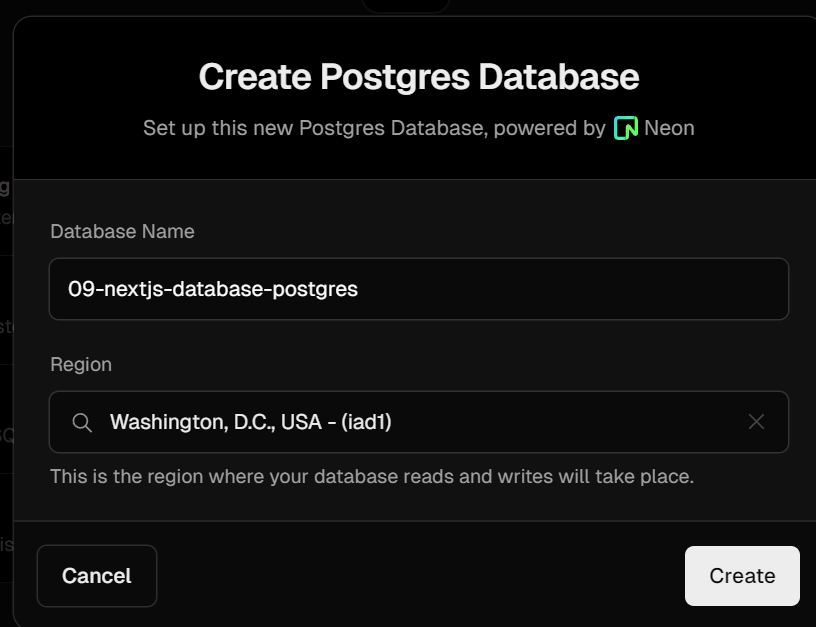 Create Postgres Database
Set up this new Postgres Database, powered by Neon
Database Name
09-nextjs-database-postgres
Region
Washington, D.C., USA - (iad1)
This is the region where your database reads and writes will take place.
Cancel
Create